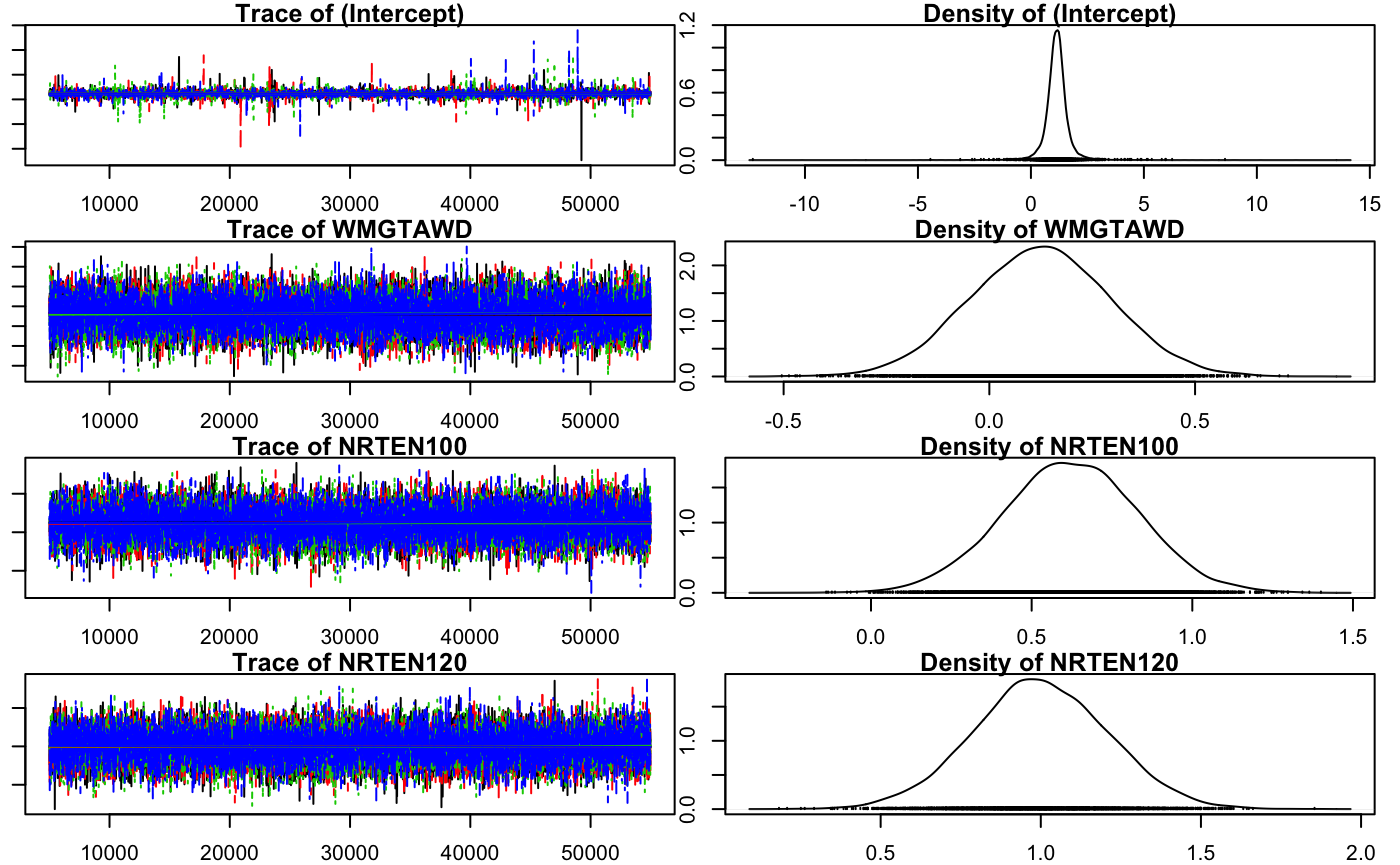 Trace of (Intercept)
10000 20000 30000 40000 50000
Density of (Intercept)
0.0 0.6 1.2
-10 -5 0 5 10 15
Trace of WMGTAWD
10000 20000 30000 40000 50000
Density of WMGTAWD
0.0 1.0 2.0
-0.5 0.0 0.5
Trace of NRTEN100
10000 20000 30000 40000 50000
Density of NRTEN100
0.0 1.0
0.0 0.5 1.0 1.5
Trace of NRTEN120
10000 20000 30000 40000 50000
Density of NRTEN120
0.0 1.0
0.5 1.0 1.5 2.0